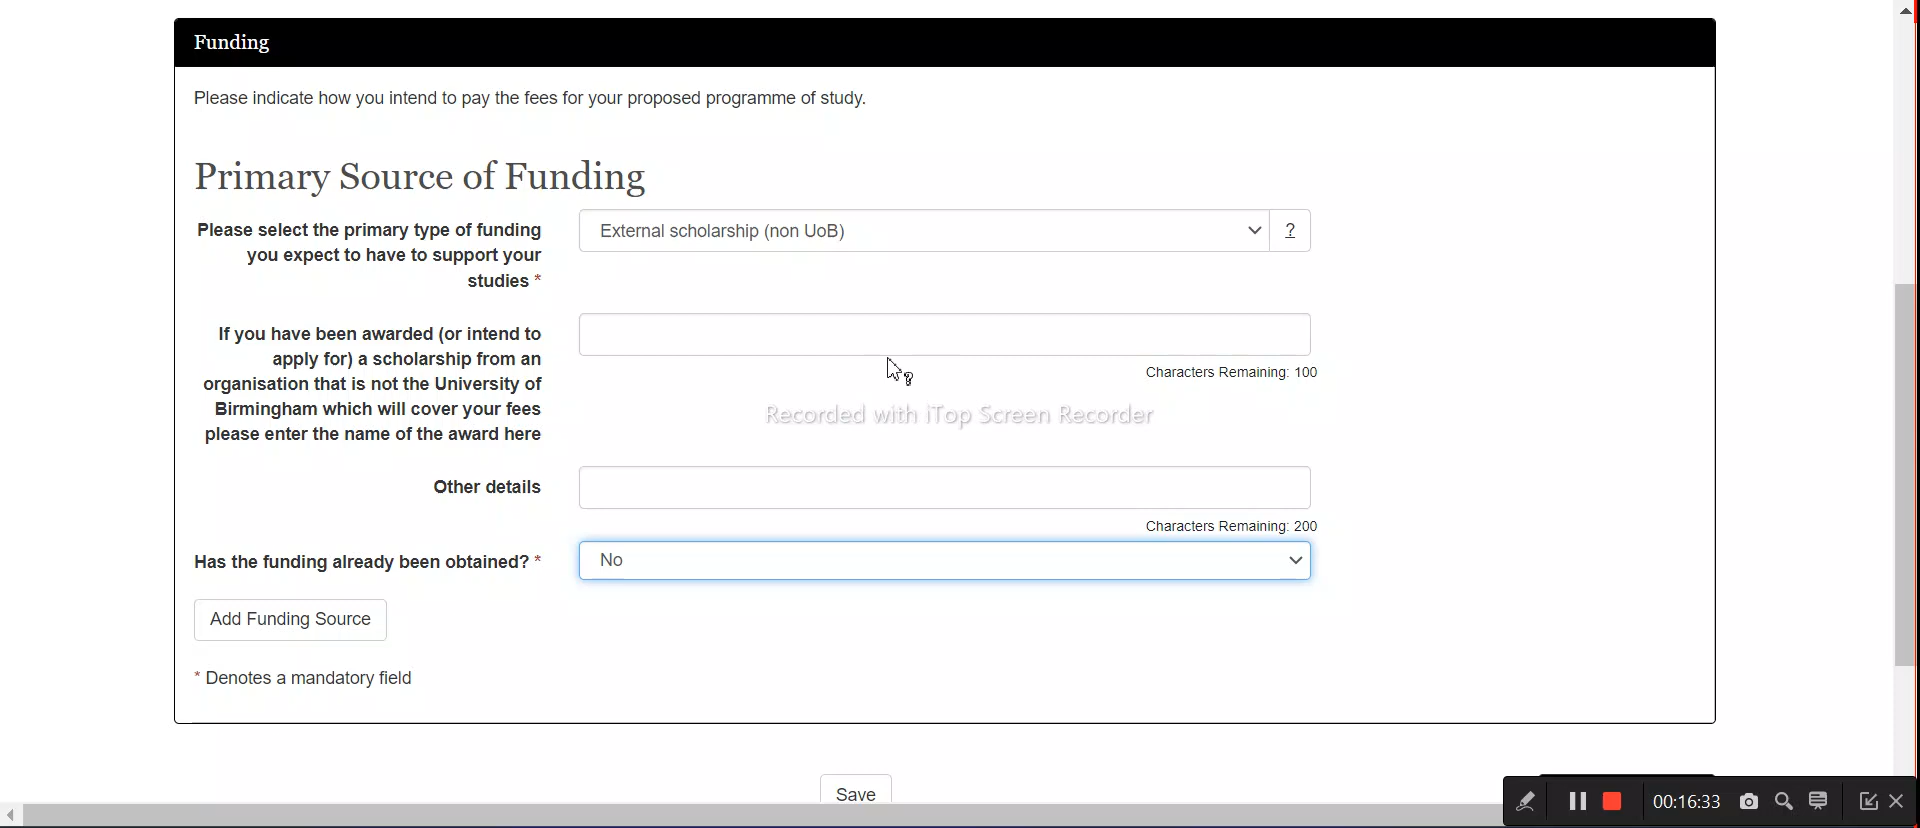 Funding
Please indicate how you intend to pay the fees for your proposed programme of study.
Primary Source of Funding
Please select the primary type of funding
you expect to have to support your
studies *
External scholarship (non UoB)
?
If you have been awarded (or intend to
apply for) a scholarship from an
organisation that is not the University of
Birmingham which will cover your fees
please enter the name of the award here
Characters Remaining: 100
Recorded with iTop Screen Recorder
Other details
Characters Remaining: 200
Has the funding already been obtained? *
No
Add Funding Source
* Denotes a mandatory field
Save
00:16:33